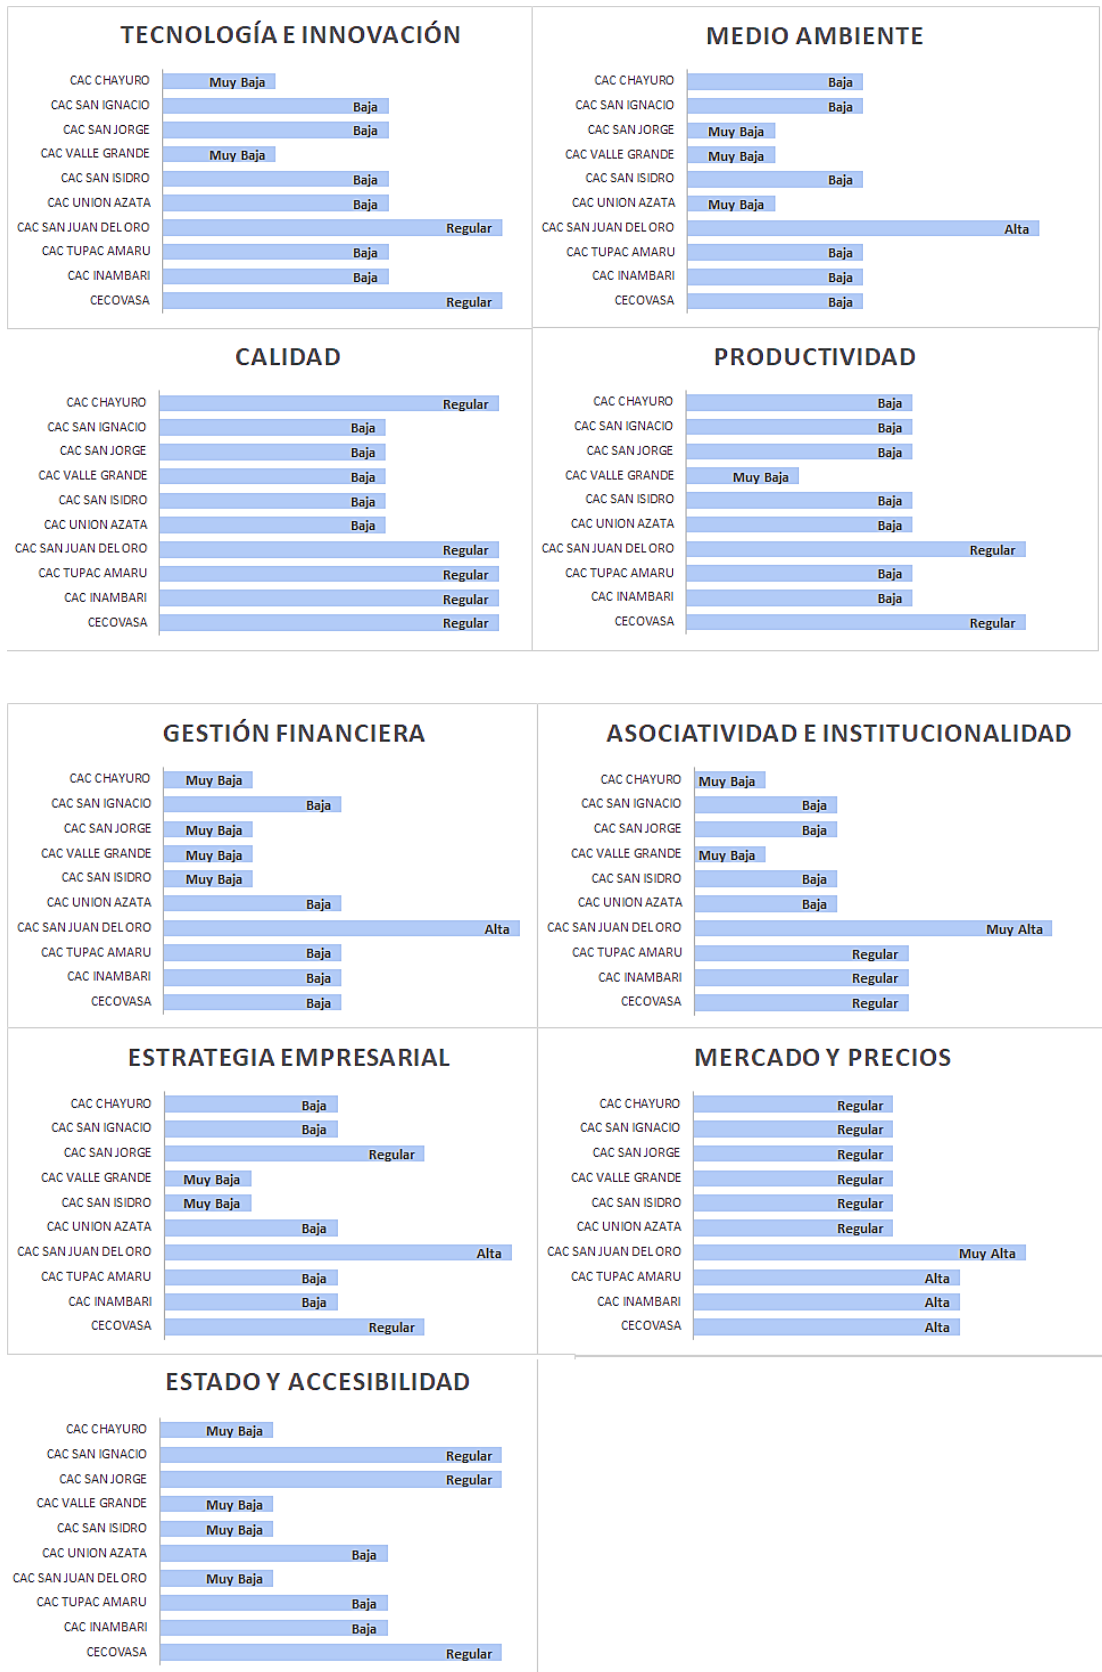 TECNOLOGÍA E INNOVACIÓN
CAC CHAYURO Muy Baja
CAC SAN IGNACIO Baja
CAC SAN JORGE Baja
CAC VALLE GRANDE Muy Baja
CAC SAN ISIDRO Baja
CAC UNION AZATA Baja
CAC SAN JUAN DEL ORO Regular
CAC TUPAC AMARU Baja
CAC INAMBARI Baja
CECOVASA Regular
MEDIO AMBIENTE
CAC CHAYURO Baja
CAC SAN IGNACIO Baja
CAC SAN JORGE Muy Baja
CAC VALLE GRANDE Muy Baja
CAC SAN ISIDRO Baja
CAC UNION AZATA Muy Baja
CAC SAN JUAN DEL ORO Alta
CAC TUPAC AMARU Baja
CAC INAMBARI Baja
CECOVASA Baja
CALIDAD
CAC CHAYURO Regular
CAC SAN IGNACIO Baja
CAC SAN JORGE Baja
CAC VALLE GRANDE Baja
CAC SAN ISIDRO Baja
CAC UNION AZATA Baja
CAC SAN JUAN DEL ORO Regular
CAC TUPAC AMARU Regular
CAC INAMBARI Regular
CECOVASA Regular
PRODUCTIVIDAD
CAC CHAYURO Baja
CAC SAN IGNACIO Baja
CAC SAN JORGE Baja
CAC VALLE GRANDE Muy Baja
CAC SAN ISIDRO Baja
CAC UNION AZATA Baja
CAC SAN JUAN DEL ORO Regular
CAC TUPAC AMARU Baja
CAC INAMBARI Baja
CECOVASA Regular
GESTIÓN FINANCIERA
CAC CHAYURO Muy Baja
CAC SAN IGNACIO Baja
CAC SAN JORGE Muy Baja
CAC VALLE GRANDE Muy Baja
CAC SAN ISIDRO Muy Baja
CAC UNION AZATA Baja
CAC SAN JUAN DEL ORO Alta
CAC TUPAC AMARU Baja
CAC INAMBARI Baja
CECOVASA Baja
ASOCIATIVIDAD E INSTITUCIONALIDAD
CAC CHAYURO Muy Baja
CAC SAN IGNACIO Baja
CAC SAN JORGE Baja
CAC VALLE GRANDE Muy Baja
CAC SAN ISIDRO Baja
CAC UNION AZATA Baja
CAC SAN JUAN DEL ORO Muy Alta
CAC TUPAC AMARU Regular
CAC INAMBARI Regular
CECOVASA Regular
ESTRATEGIA EMPRESARIAL
CAC CHAYURO Baja
CAC SAN IGNACIO Baja
CAC SAN JORGE Regular
CAC VALLE GRANDE Muy Baja
CAC SAN ISIDRO Muy Baja
CAC UNION AZATA Baja
CAC SAN JUAN DEL ORO Alta
CAC TUPAC AMARU Baja
CAC INAMBARI Baja
CECOVASA Regular
MERCADO Y PRECIOS
CAC CHAYURO Regular
CAC SAN IGNACIO Regular
CAC SAN JORGE Regular
CAC VALLE GRANDE Regular
CAC SAN ISIDRO Regular
CAC UNION AZATA Regular
CAC SAN JUAN DEL ORO Muy Alta
CAC TUPAC AMARU Alta
CAC INAMBARI Alta
CECOVASA Alta
ESTADO Y ACCESIBILIDAD
CAC CHAYURO Muy Baja
CAC SAN IGNACIO Regular
CAC SAN JORGE Regular
CAC VALLE GRANDE Muy Baja
CAC SAN ISIDRO Muy Baja
CAC UNION AZATA Baja
CAC SAN JUAN DEL ORO Muy Baja
CAC TUPAC AMARU Baja
CAC INAMBARI Baja
CECOVASA Regular